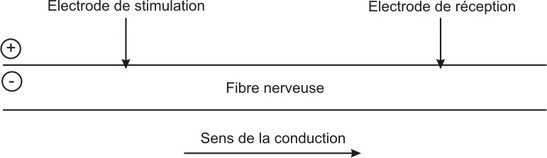 Electrode de stimulation
Electrode de réception
+
-
Fibre nerveuse
Sens de la conduction